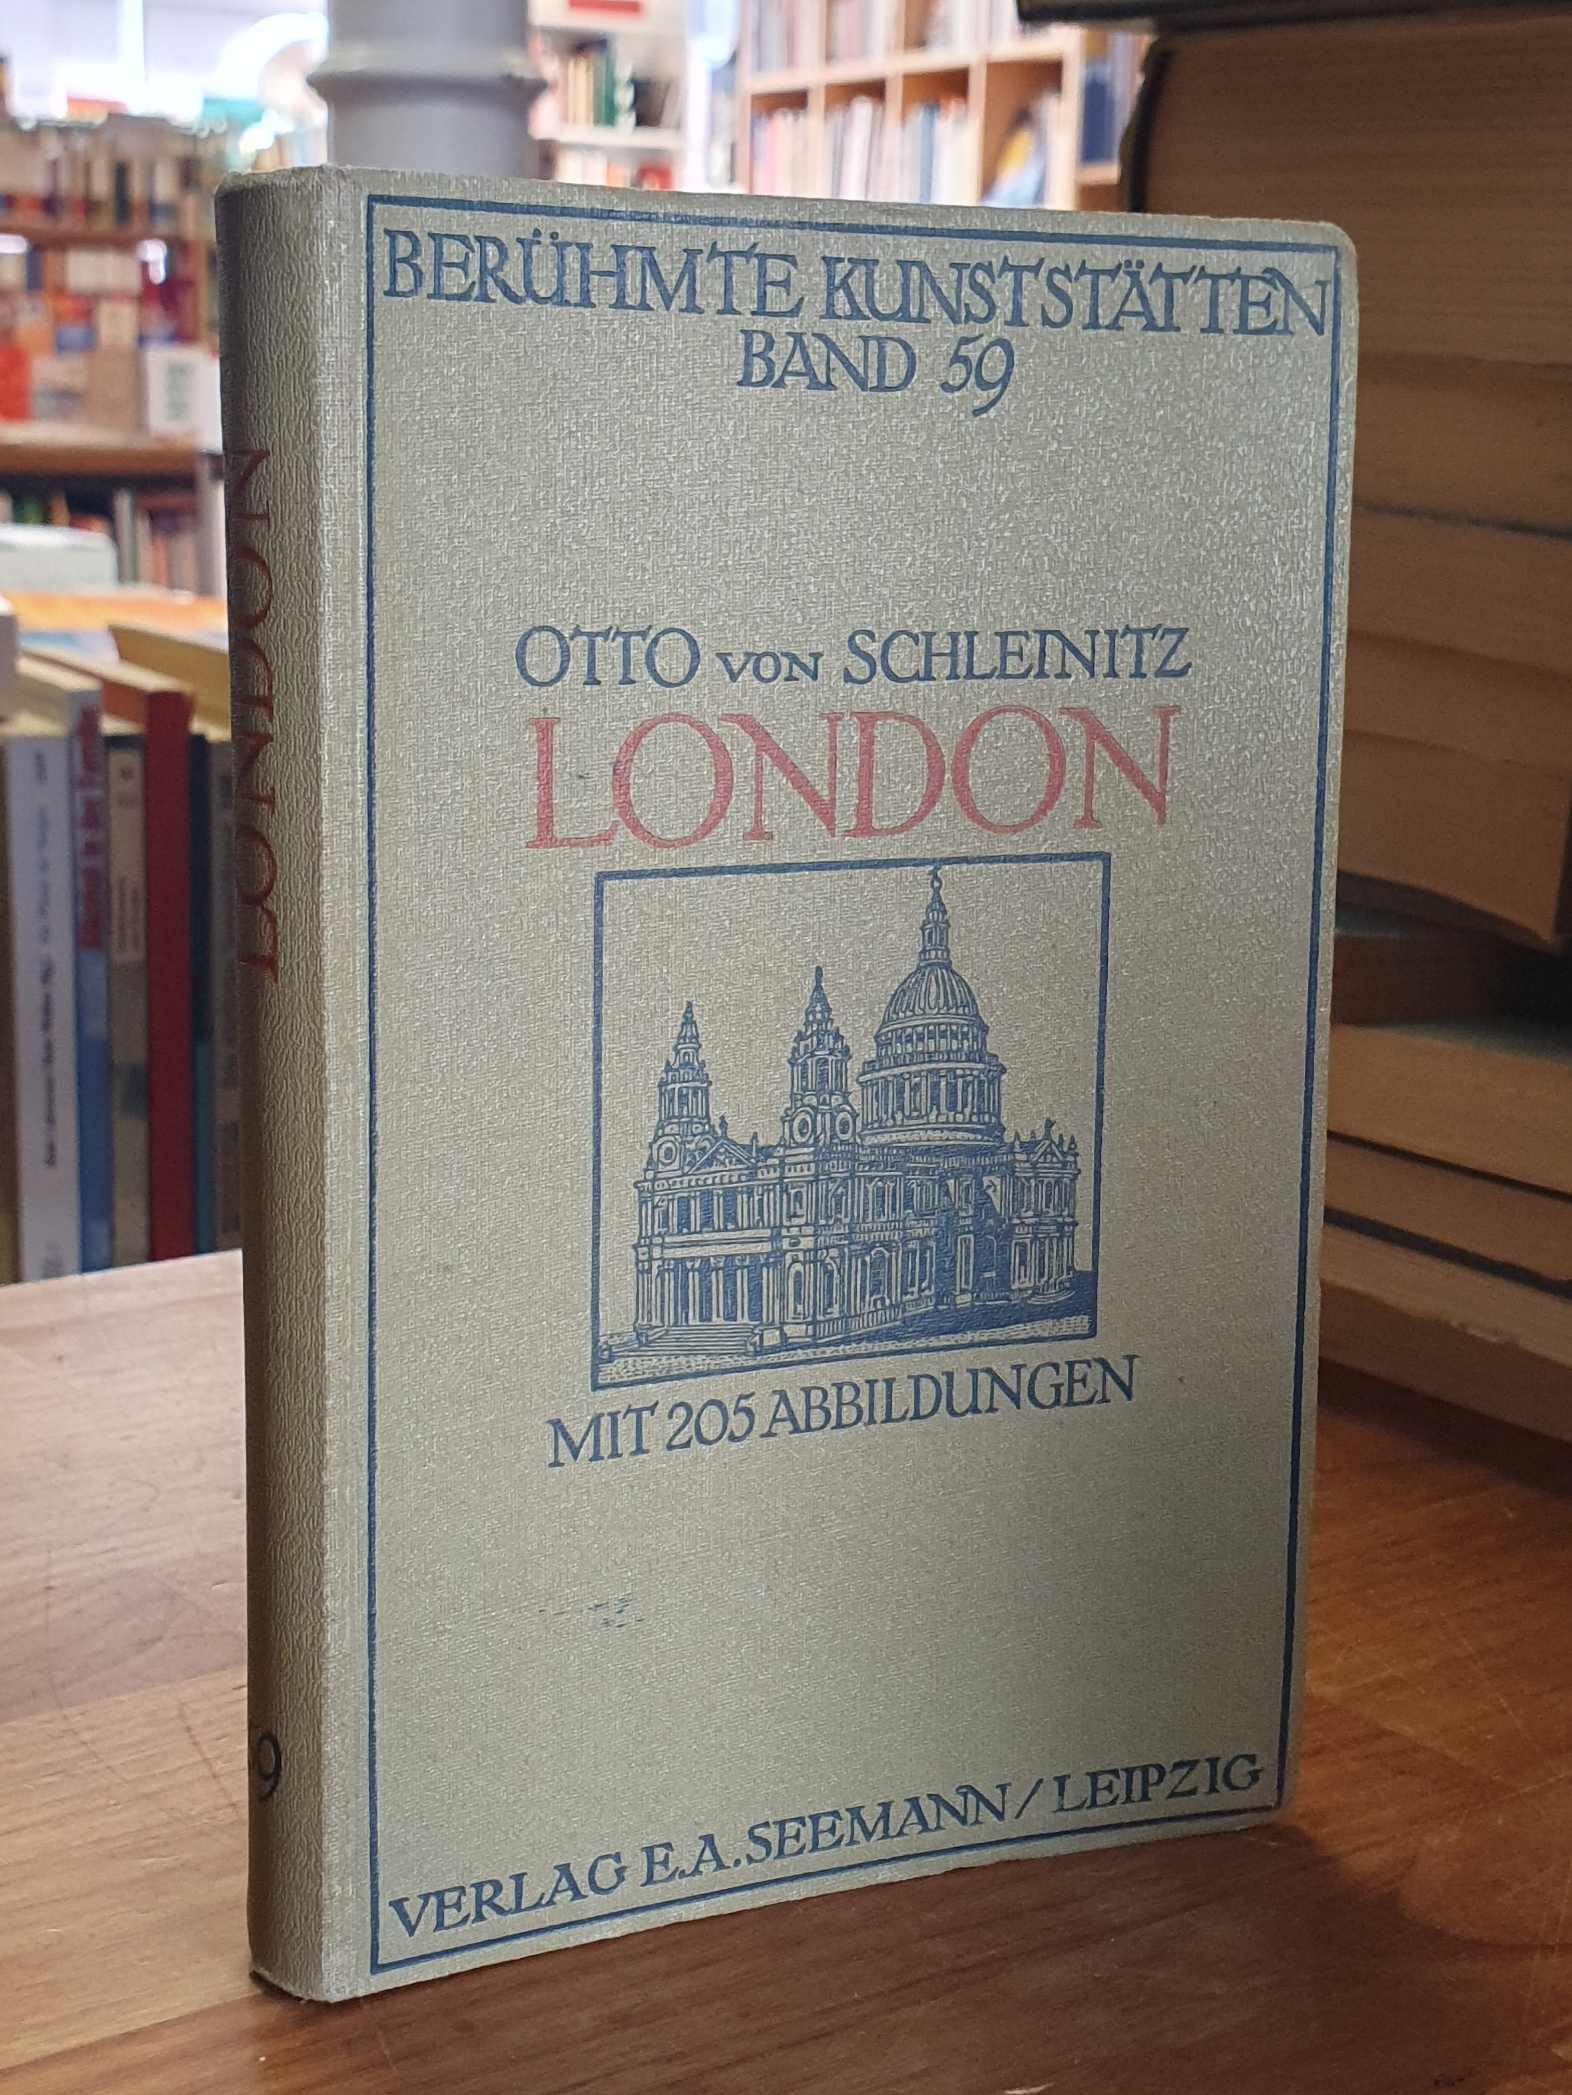 BERÜHMTE KUNSTSTÄTTEN
BAND 59
OTTO VON SCHLEINITZ
LONDON
MIT 205 ABBILDUNGEN
VERLAG E.A. SEEMANN / LEIPZIG
LONDON
59